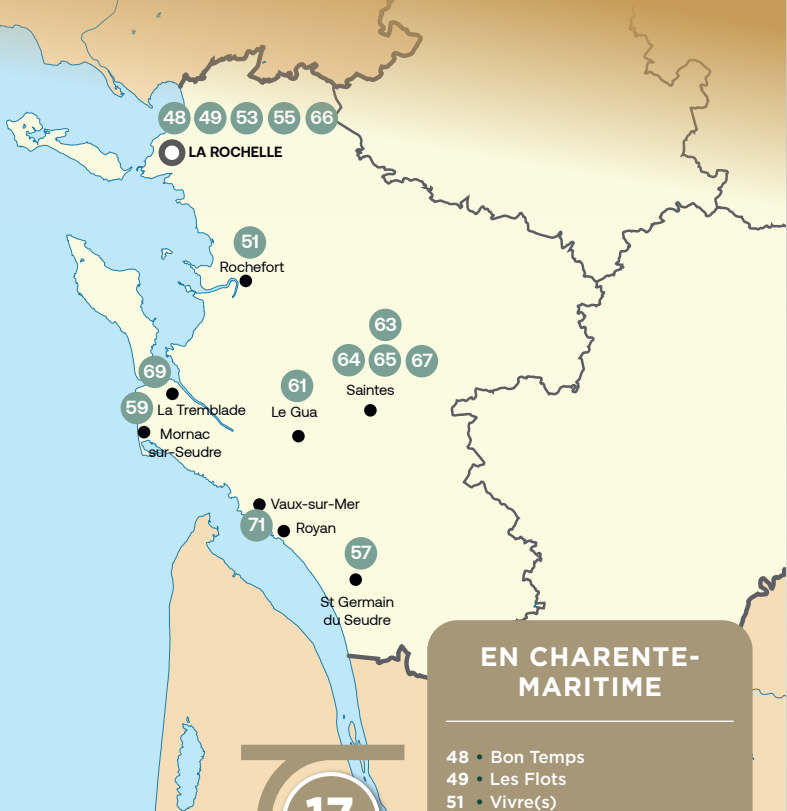 48 49 53 55 66
LA ROCHELLE
51
Rochefort
63
64 65 67
Saintes
69
61
59 La Tremblade
Le Gua
Mornac
sur-Seudre
Vaux-sur-Mer
71
Royan
57
St Germain
du Seudre
EN CHARENTE-
MARITIME
48 • Bon Temps
49 • Les Flots
51 • Vivre(s)
17